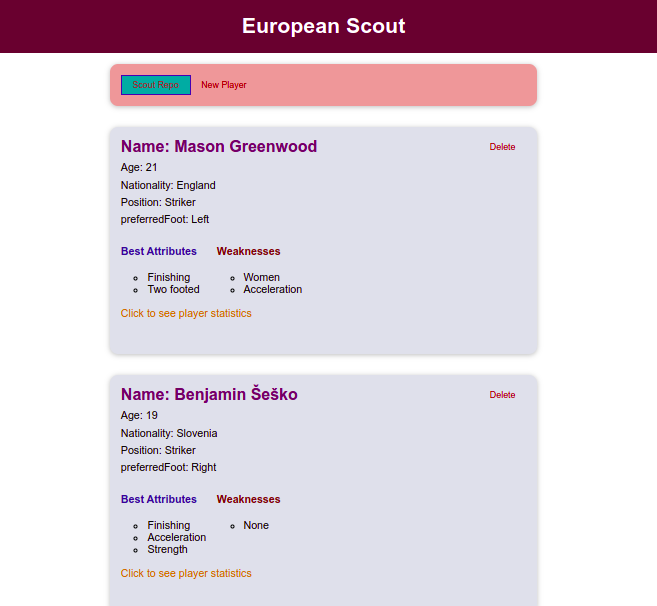 European Scout
Scout Repo New Player
Name: Mason Greenwood Delete
Age: 21
Nationality: England
Position: Striker
preferredFoot: Left
Best Attributes Weaknesses
Finishing Women
Two footed Acceleration
Click to see player statistics
Name: Benjamin Šeško Delete
Age: 19
Nationality: Slovenia
Position: Striker
preferredFoot: Right
Best Attributes Weaknesses
Finishing None
Acceleration
Strength
Click to see player statistics